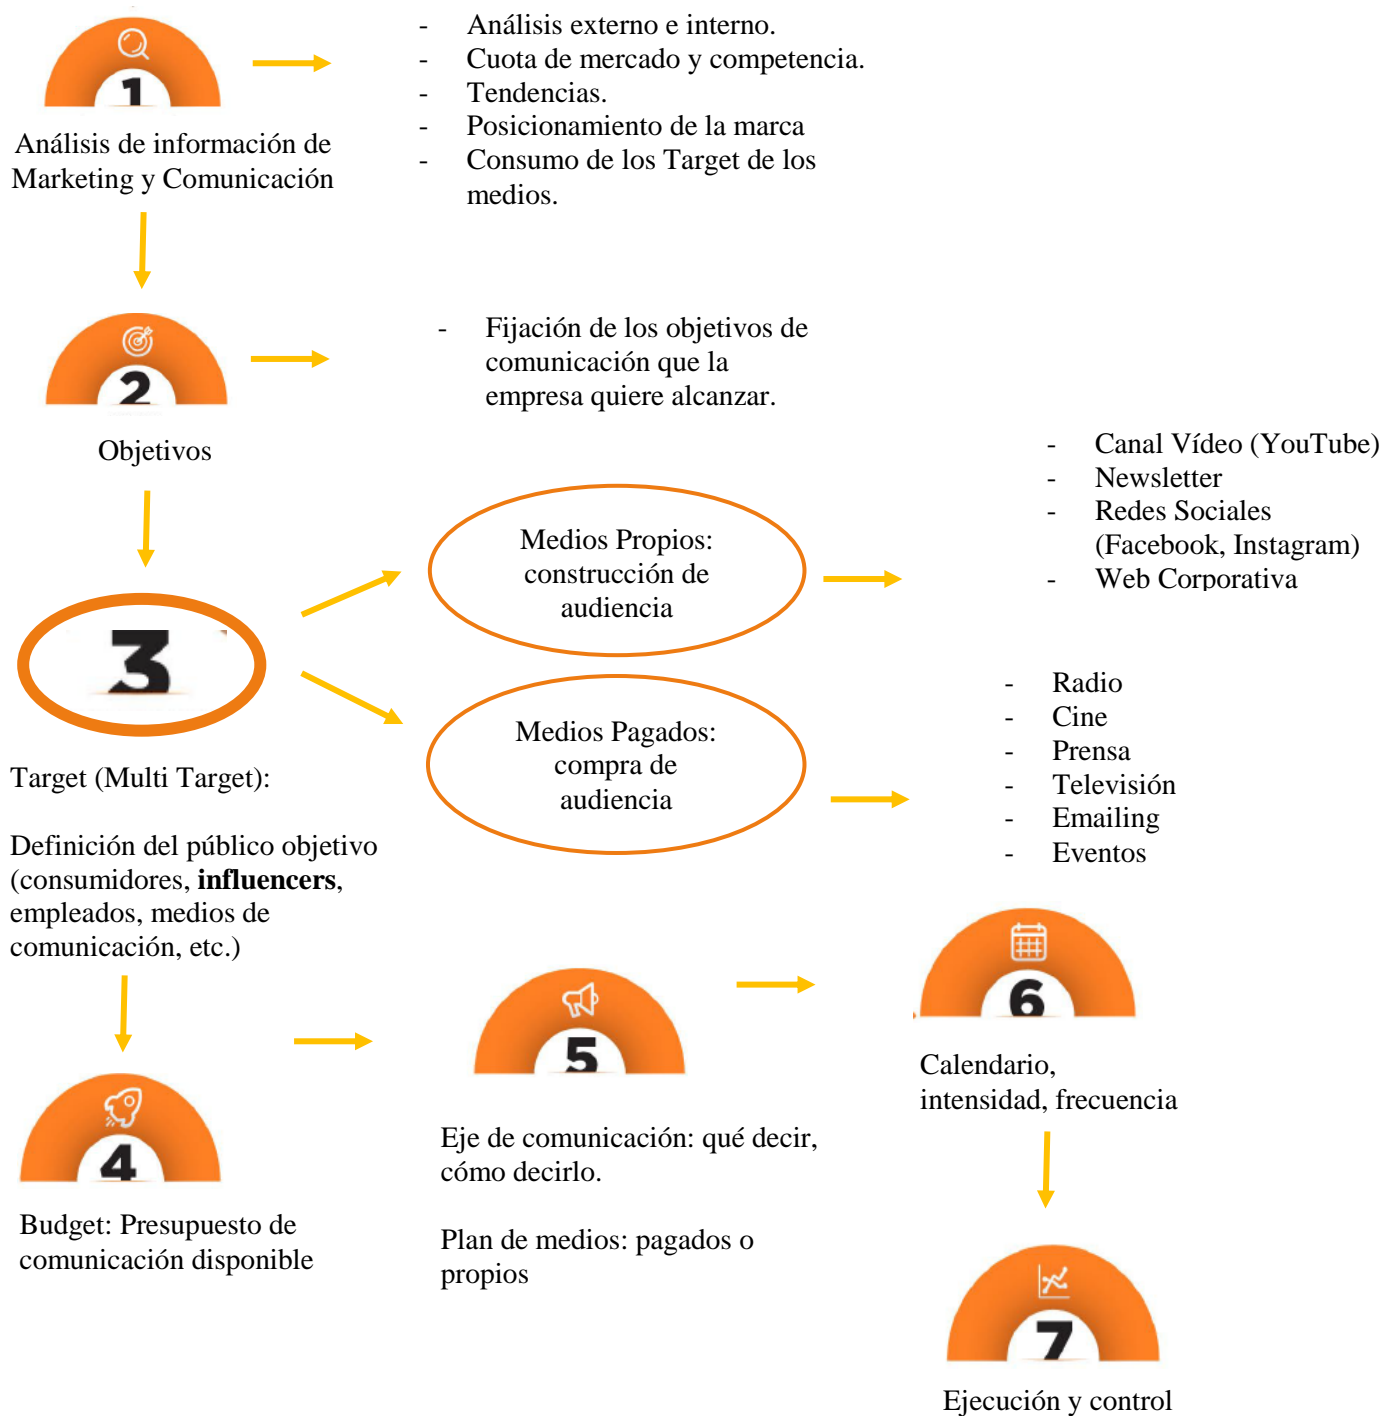 1
Análisis de información de
Marketing y Comunicación
- Análisis externo e interno.
- Cuota de mercado y competencia.
- Tendencias.
- Posicionamiento de la marca
- Consumo de los Target de los
medios.
2
Objetivos
- Fijación de los objetivos de
comunicación que la
empresa quiere alcanzar.
3
Target (Multi Target):
Definición del público objetivo
(consumidores, influencers,
empleados, medios de
comunicación, etc.)
Medios Propios:
construcción de
audiencia
- Canal Vídeo (YouTube)
- Newsletter
- Redes Sociales
(Facebook, Instagram)
- Web Corporativa
Medios Pagados:
compra de
audiencia
- Radio
- Cine
- Prensa
- Televisión
- Emailing
- Eventos
4
Budget: Presupuesto de
comunicación disponible
5
Eje de comunicación: qué decir,
cómo decirlo.
Plan de medios: pagados o
propios
6
Calendario,
intensidad, frecuencia
7
Ejecución y control